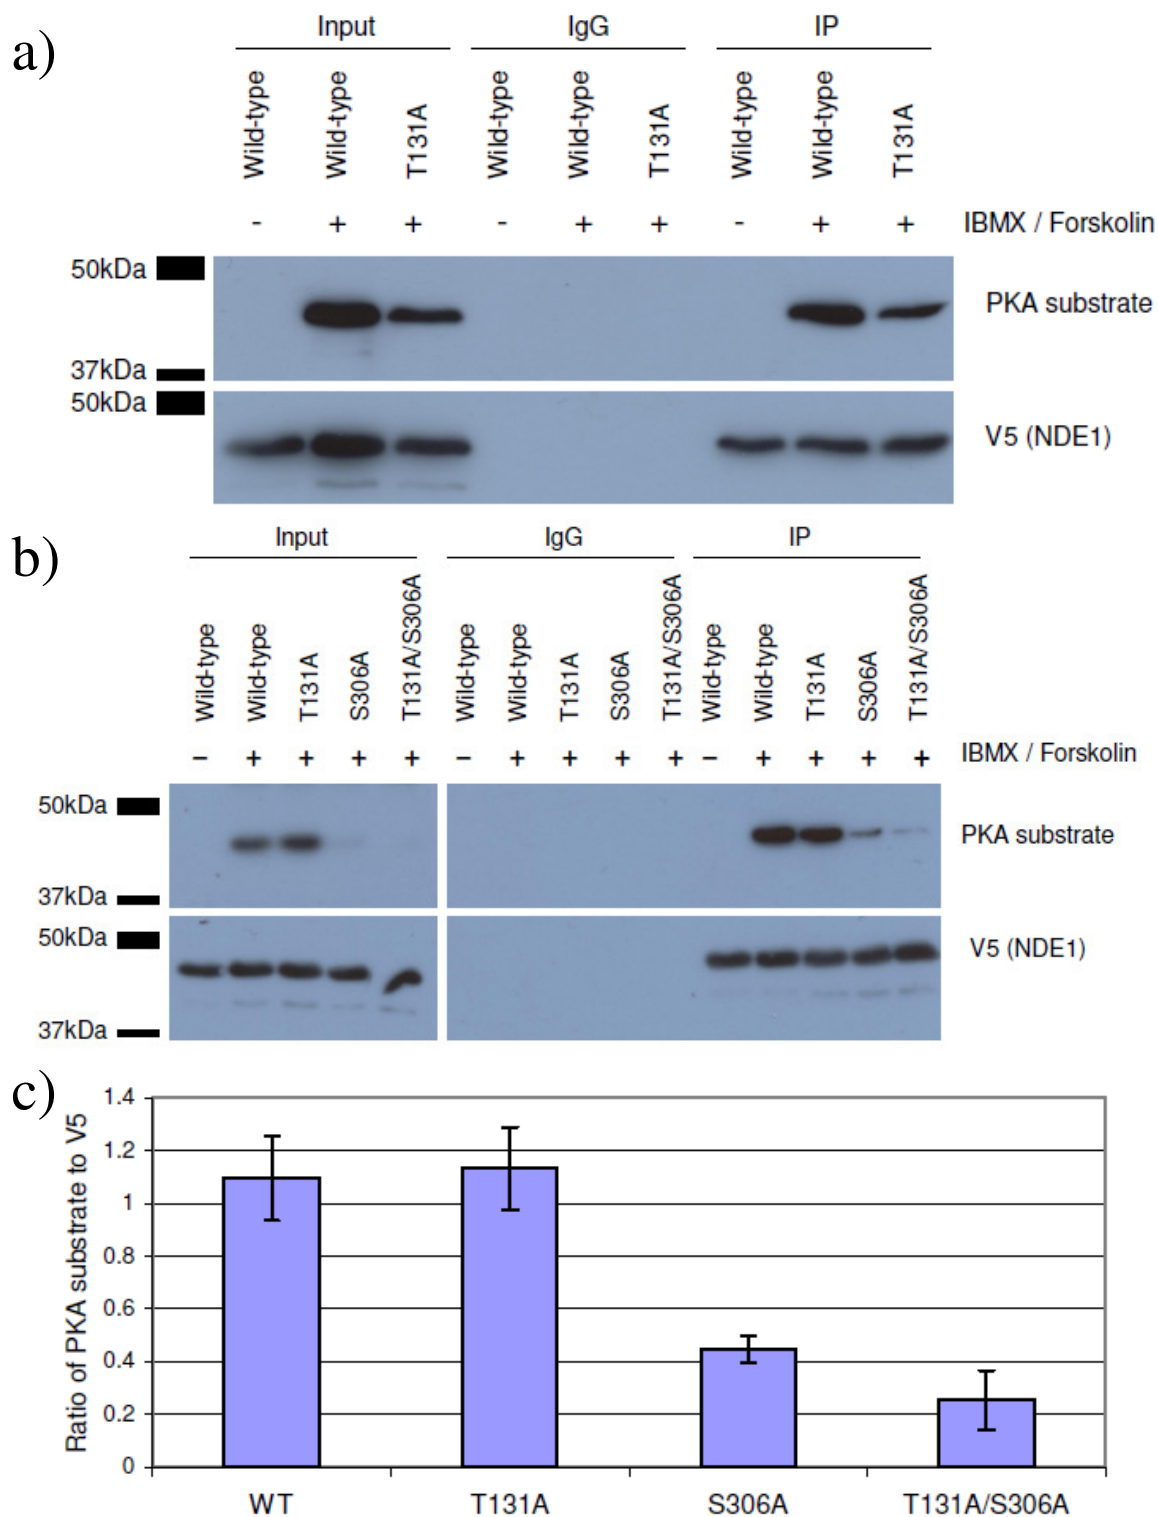 a)
Input IgG IP
Wild-type Wild-type T131A Wild-type Wild-type T131A Wild-type Wild-type T131A
- + + - + + - + + IBMX / Forskolin
50kDa
PKA substrate
37kDa
50kDa
V5 (NDE1)
b)
Input IgG IP
Wild-type Wild-type T131A S306A T131A/S306A Wild-type Wild-type T131A S306A T131A/S306A Wild-type Wild-type T131A S306A T131A/S306A
− + + + + − + + + + − + + + + IBMX / Forskolin
50kDa
PKA substrate
37kDa
50kDa
V5 (NDE1)
37kDa
c)
Ratio of PKA substrate to V5
1.4
1.2
1
0.8
0.6
0.4
0.2
0
WT T131A S306A T131A/S306A